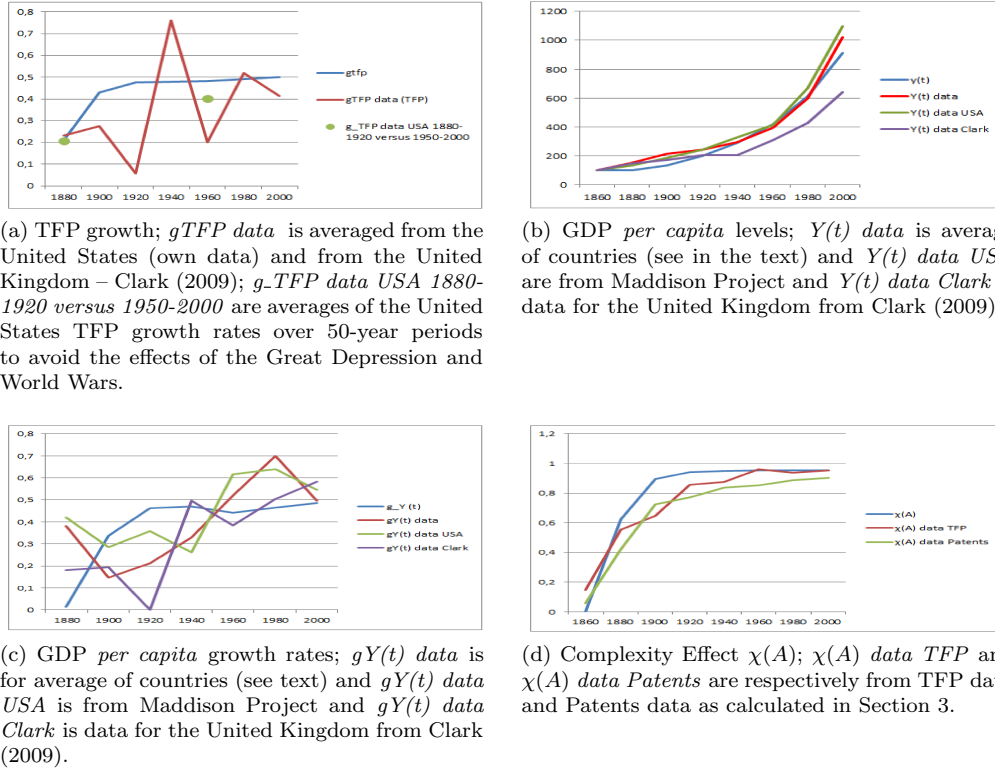 0,8
0,7
0,6
0,5
0,4
0,3
0,2
0,1
0
1880 1900 1920 1940 1960 1980 2000
gtfp
gTFP data (TFP)
g_TFP data USA 1880-
1920 versus 1950-2000
(a) TFP growth; gTFP data is averaged from the
United States (own data) and from the United
Kingdom – Clark (2009); g_TFP data USA 1880-
1920 versus 1950-2000 are averages of the United
States TFP growth rates over 50-year periods
to avoid the effects of the Great Depression and
World Wars.
1200
1000
800
600
400
200
0
1860 1880 1900 1920 1940 1960 1980 2000
y(t)
Y(t) data
Y(t) data USA
Y(t) data Clark
(b) GDP per capita levels; Y(t) data is averag
of countries (see in the text) and Y(t) data US
are from Maddison Project and Y(t) data Clark
data for the United Kingdom from Clark (2009)
0,8
0,7
0,6
0,5
0,4
0,3
0,2
0,1
0
1880 1900 1920 1940 1960 1980 2000
g_Y (t)
gY(t) data
gY(t) data USA
gY(t) data Clark
(c) GDP per capita growth rates; gY(t) data is
for average of countries (see text) and gY(t) data
USA is from Maddison Project and gY(t) data
Clark is data for the United Kingdom from Clark
(2009).
1,2
1
0,8
0,6
0,4
0,2
0
1860 1880 1900 1920 1940 1960 1980 2000
χ(A)
χ(A) data TFP
χ(A) data Patents
(d) Complexity Effect χ(A); χ(A) data TFP an
χ(A) data Patents are respectively from TFP dat
and Patents data as calculated in Section 3.